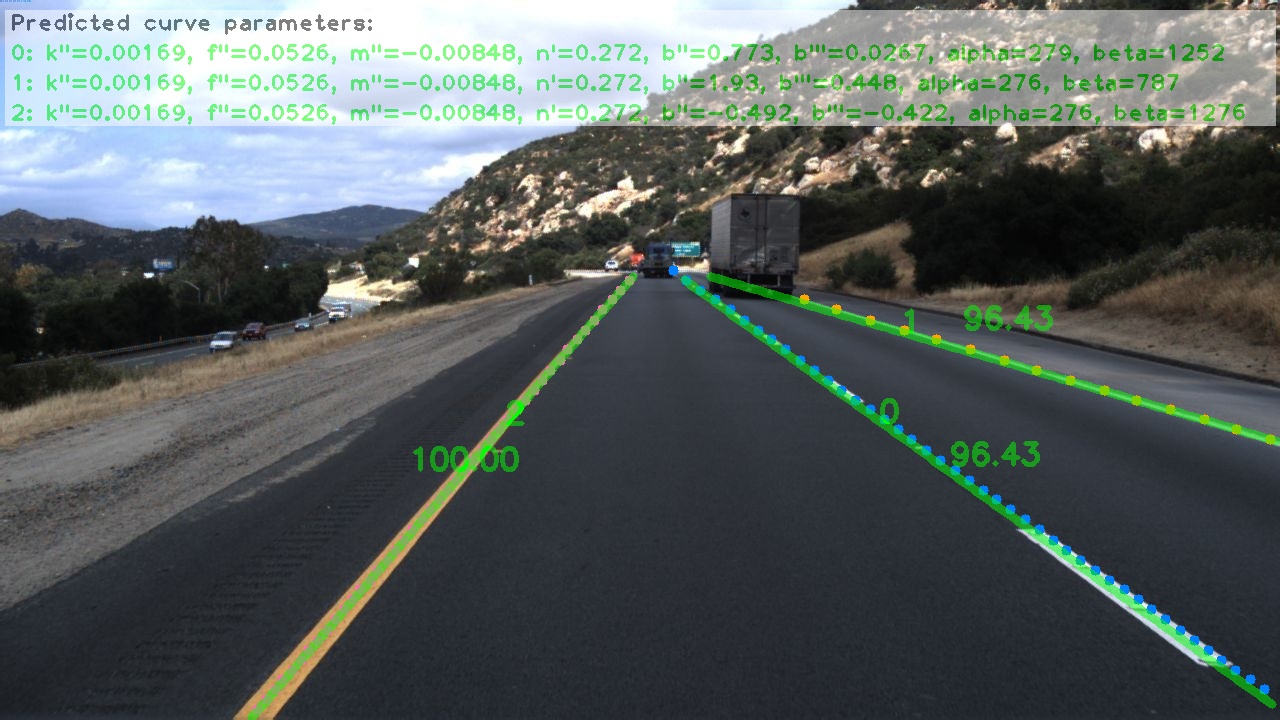 Predicted curve parameters:
0: k''=0.00169, f''=0.0526, m''=-0.00848, n'=0.272, b''=0.773, b'''=0.0267, alpha=279, beta=1252
1: k''=0.00169, f''=0.0526, m''=-0.00848, n'=0.272, b''=1.93, b'''=0.448, alpha=276, beta=787
2: k''=0.00169, f''=0.0526, m''=-0.00848, n'=0.272, b''=-0.492, b'''=-0.422, alpha=276, beta=1276
1 96.43
2
0
100.00
96.43